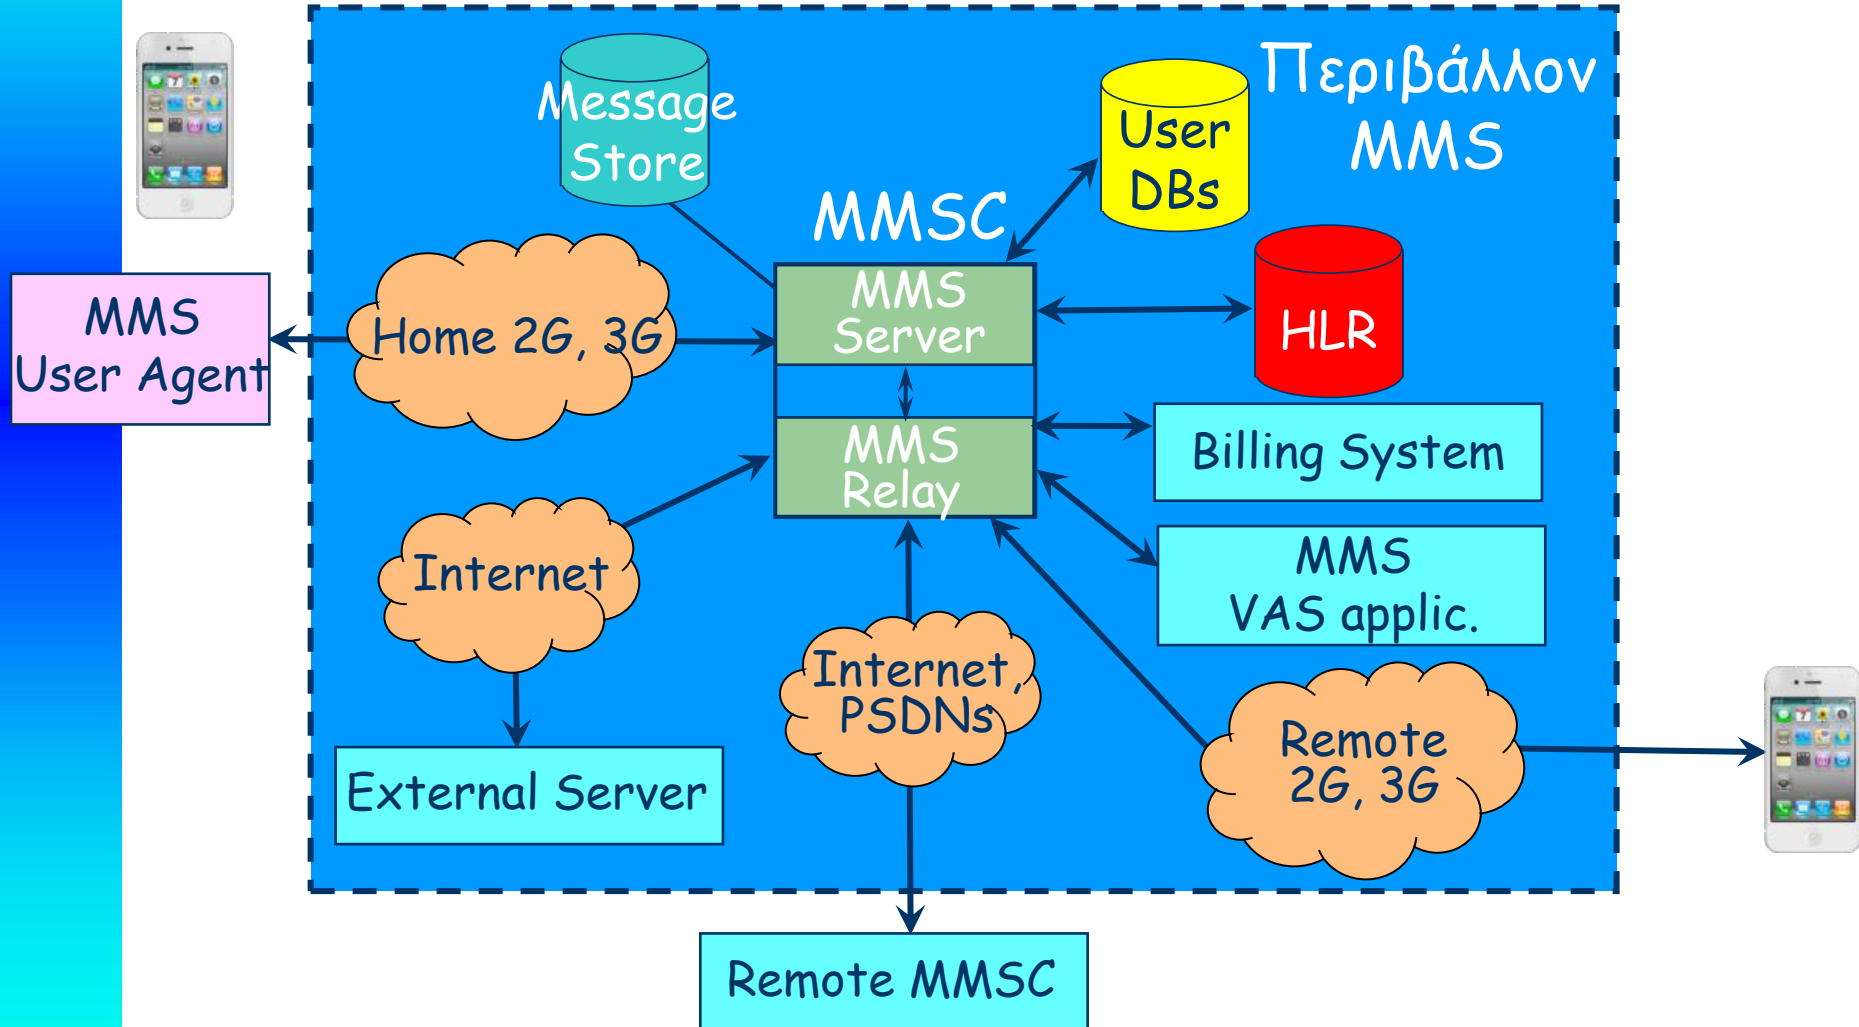 Message
Store
User
DBs
Περιβάλλον
MMS
MMSC
MMS
Server
HLR
MMS
User Agent
Home 2G, 3G
MMS
Relay
Billing System
Internet
MMS
VAS applic.
Internet,
PSDNs
Remote
2G, 3G
External Server
Remote MMSC